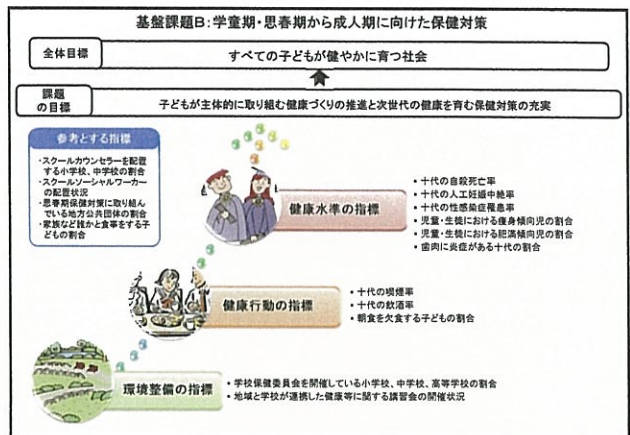 基盤課題B:学童期・思春期から成人期に向けた保健対策
全体目標
すべての子どもが健やかに育つ社会
課題
の目標
子どもが主体的に取り組む健康づくりの推進と次世代の健康を育む保健対策の充実
参考とする指標
・スクールカウンセラーを配置
する小学校、中学校の割合
・スクールソーシャルワーカー
の配置状況
・思春期保健対策に取り組ん
でいる地方公共団体の割合
・家族など誰かと食事をする子
どもの割合
健康水準の指標
・十代の自殺死亡率
・十代の人工妊娠中絶率
・十代の性感染症罹患率
・児童・生徒における痩身傾向児の割合
・児童・生徒における肥満傾向児の割合
・歯肉に炎症がある十代の割合
健康行動の指標
・十代の喫煙率
・十代の飲酒率
・朝食を欠食する子どもの割合
環境整備の指標
・学校保健委員会を開催している小学校、中学校、高等学校の割合
・地域と学校が連携した健康等に関する講習会の開催状況